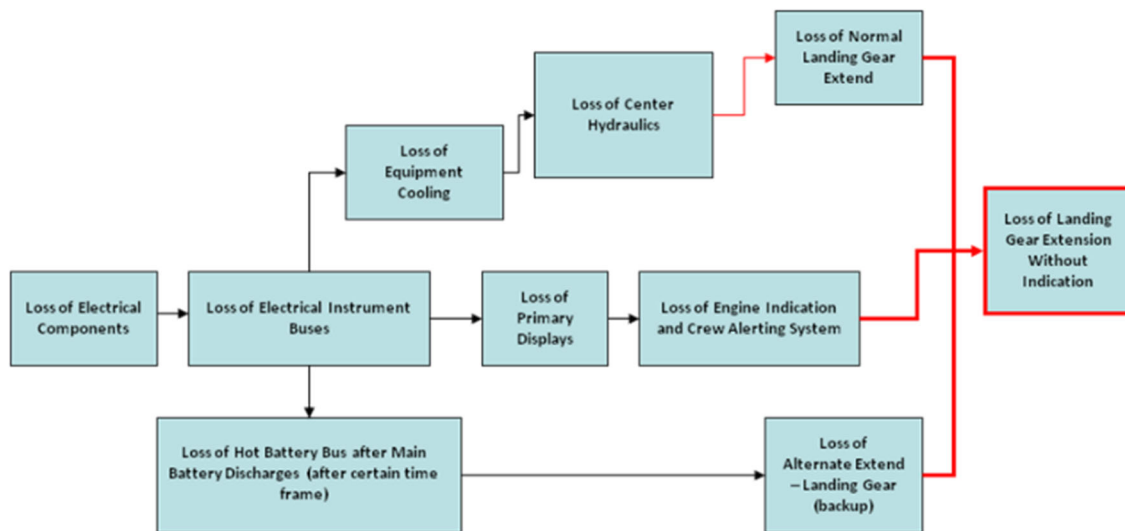 Loss of Normal
Landing Gear
Extend
Loss of Center
Hydraulics
Loss of
Equipment
Cooling
Loss of Landing
Gear Extension
Without
Indication
Loss of Electrical
Components
Loss of Electrical Instrument
Buses
Loss of
Primary
Displays
Loss of Engine Indication
and Crew Alerting System
Loss of Hot Battery Bus after Main
Battery Discharges (after certain time
frame)
Loss of
Alternate Extend
– Landing Gear
(backup)